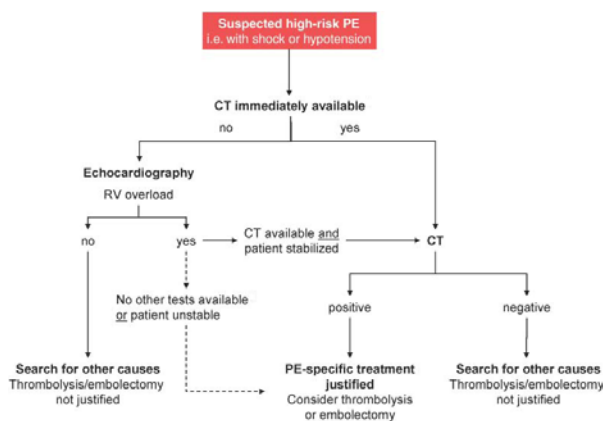 Suspected high-risk PE
i.e. with shock or hypotension
CT immediately available
no
yes
Echocardiography
RV overload
no
yes
CT available and
patient stabilized
CT
No other tests available
or patient unstable
positive
negative
Search for other causes
Thrombolysis/embolectomy
not justified
PE-specific treatment
justified
Consider thrombolysis
or embolectomy
Search for other causes
Thrombolysis/embolectomy
not justified